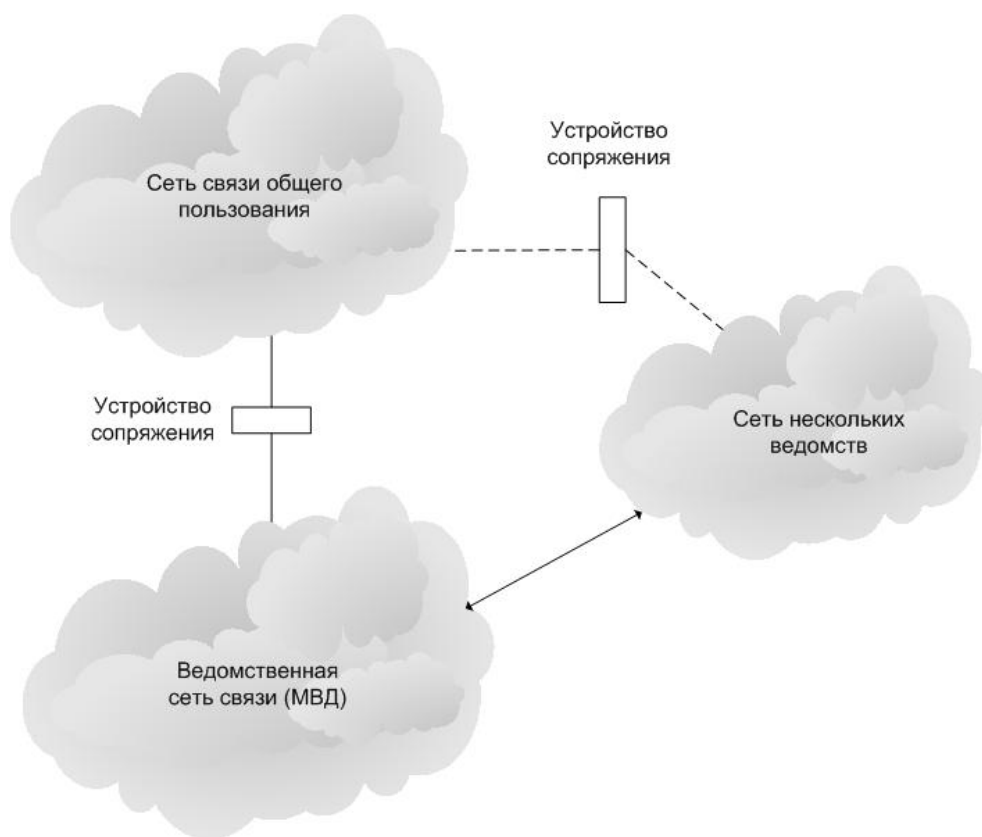 Устройство
сопряжения
Сеть связи общего
пользования
Устройство
сопряжения
Сеть нескольких
ведомств
Ведомственная
сеть связи (МВД)